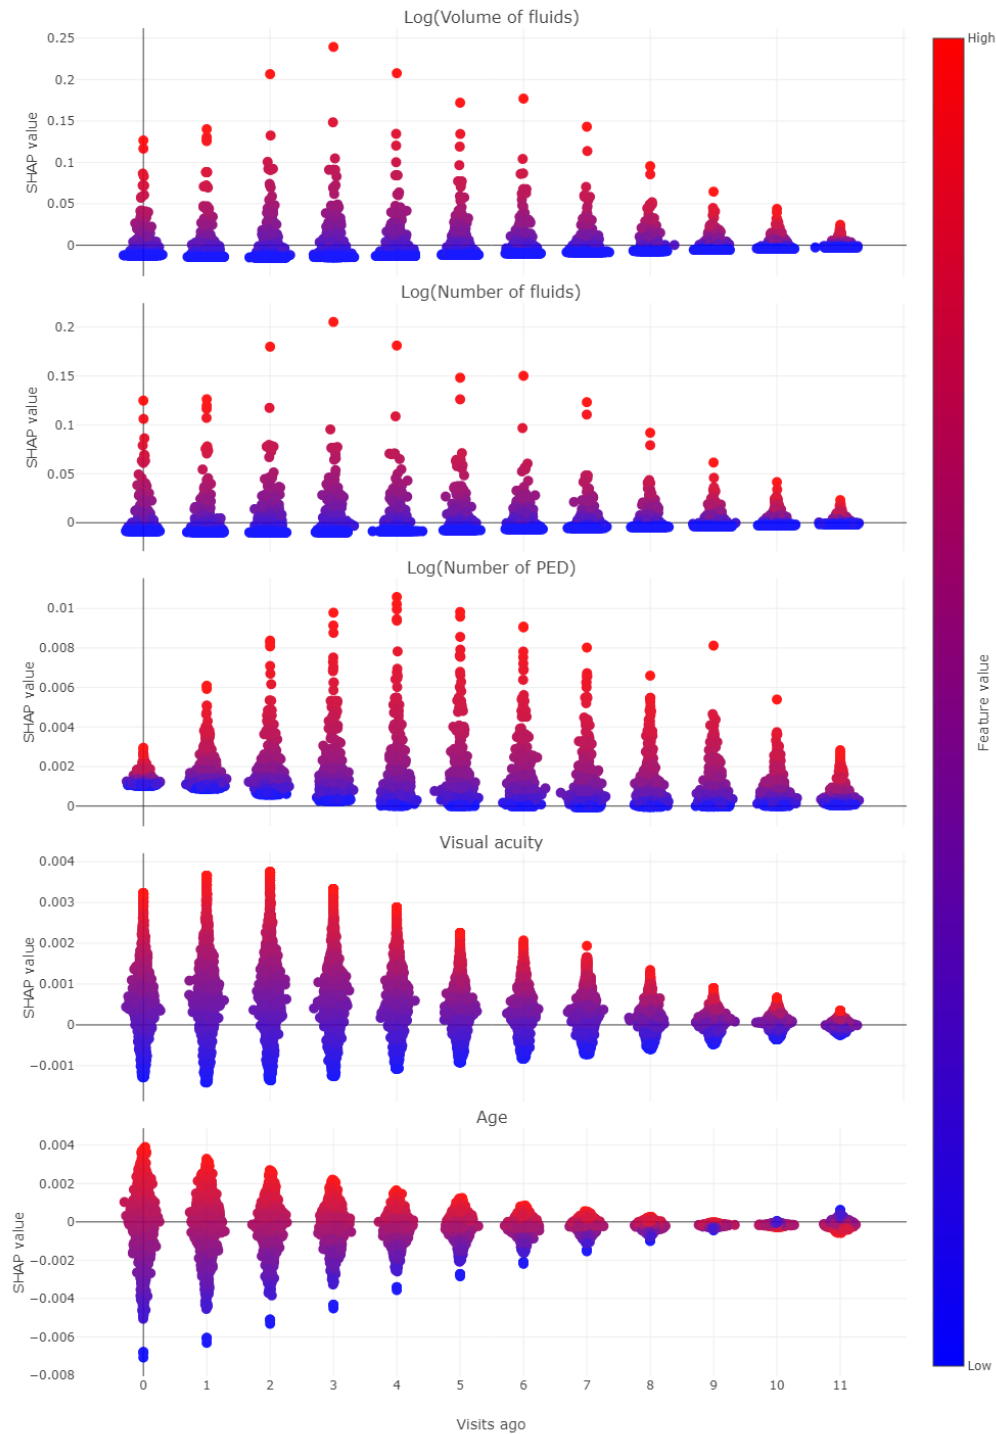 Log(Volume of fluids)
High
0.25
0.2
0.15
0.1
0.05
0
SHAP value
Log(Number of fluids)
0.2
0.15
0.1
0.05
0
SHAP value
Log(Number of PED)
0.01
0.008
0.006
0.004
0.002
0
SHAP value
Feature value
Visual acuity
0.004
0.003
0.002
0.001
0
−0.001
SHAP value
Age
0.004
0.002
0
−0.002
−0.004
−0.006
−0.008
SHAP value
Low
0 1 2 3 4 5 6 7 8 9 10 11
Visits ago